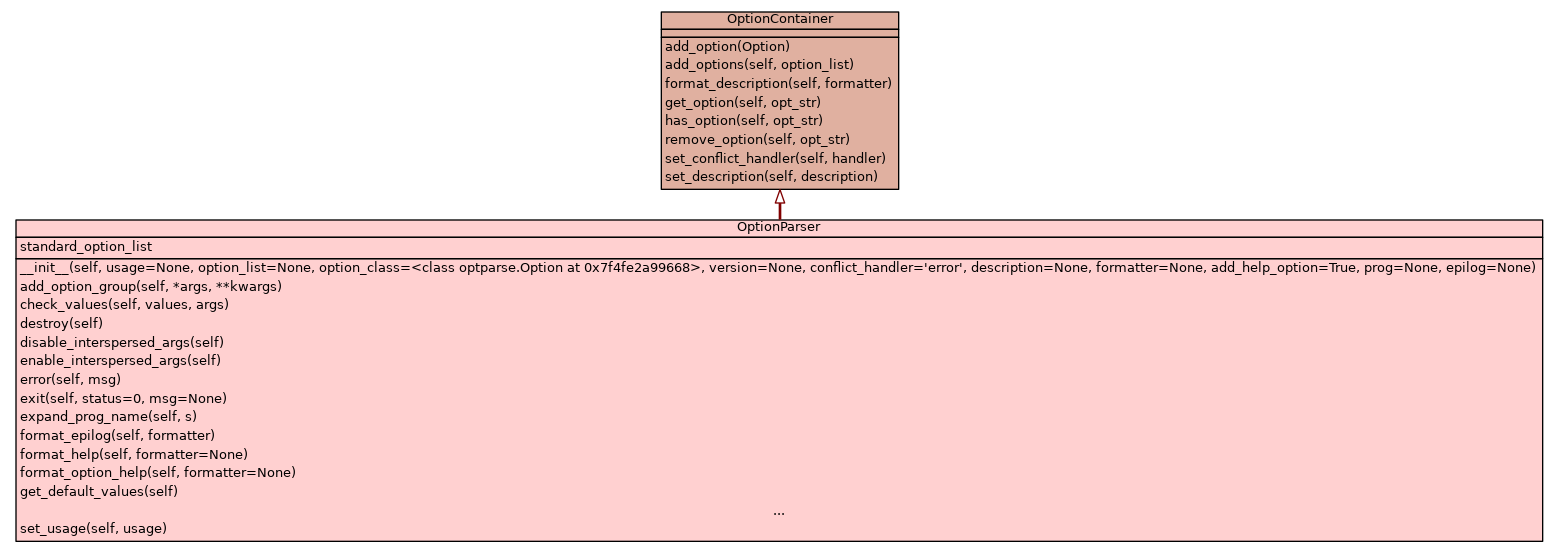 OptionContainer
add_option(Option)
add_options(self, option_list)
format_description(self, formatter)
get_option(self, opt_str)
has_option(self, opt_str)
remove_option(self, opt_str)
set_conflict_handler(self, handler)
set_description(self, description)
OptionParser
standard_option_list
__init__(self, usage=None, option_list=None, option_class=<class optparse.Option at 0x7f4fe2a99668>, version=None, conflict_handler='error', description=None, formatter=None, add_help_option=True, prog=None, epilog=None)
add_option_group(self, *args, **kwargs)
check_values(self, values, args)
destroy(self)
disable_interspersed_args(self)
enable_interspersed_args(self)
error(self, msg)
exit(self, status=0, msg=None)
expand_prog_name(self, s)
format_epilog(self, formatter)
format_help(self, formatter=None)
format_option_help(self, formatter=None)
get_default_values(self)
...
set_usage(self, usage)